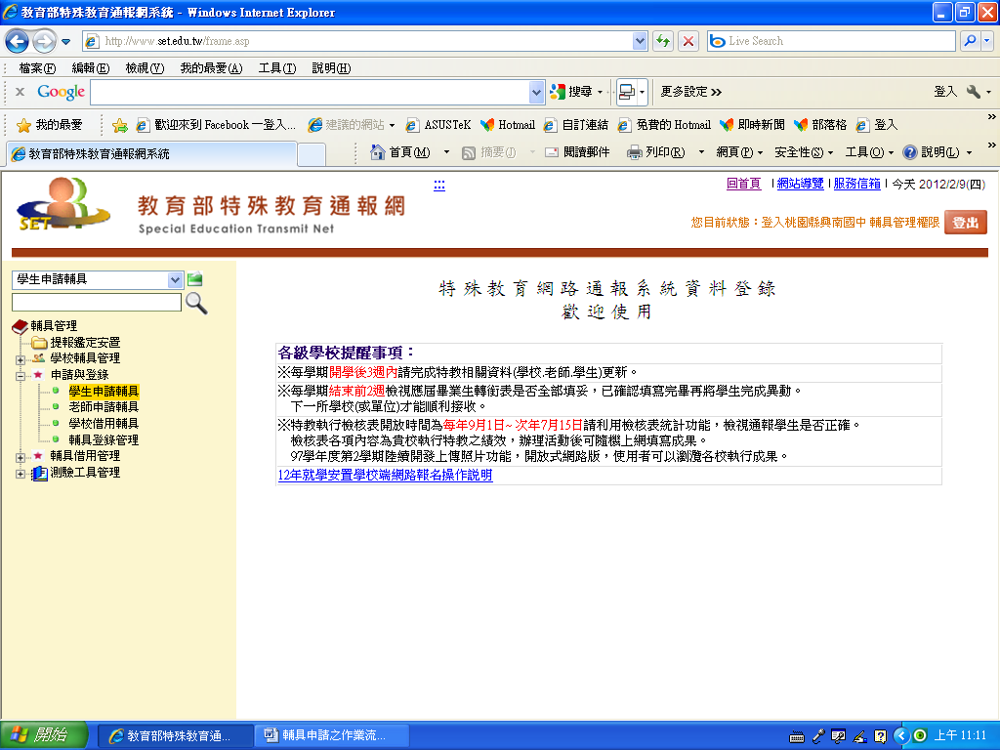 教育部特殊教育通報網系統 - Windows Internet Explorer
http://www.set.edu.tw/frame.asp
Live Search
檔案(F) 編輯(E) 檢視(V) 我的最愛(A) 工具(T) 說明(H)
x Google 搜尋 更多設定 >> 登入
我的最愛 歡迎來到 Facebook 一登入... 建議的網站 ASUSTeK Hotmail 自訂連結 免費的 Hotmail 即時新聞 部落格 登入 »
教育部特殊教育通報網系統 首頁(M) 摘要(J) 閱讀郵件 列印(R) 網頁(P) 安全性(S) 工具(O) 說明(L) »
::: 回首頁 | 網站導覽 | 服務信箱 | 今天 2012/2/9(四)
SET 教育部特殊教育通報網
Special Education Transmit Net
您目前狀態：登入桃園縣興南國中 輔具管理權限 登出
學生申請輔具
輔具管理
提報鑑定安置
學校輔具管理
申請與登錄
學生申請輔具
老師申請輔具
學校借用輔具
輔具登錄管理
輔具借用管理
測驗工具管理
特殊教育網路通報系統資料登錄
歡迎使用
各級學校提醒事項：
※每學期開學後3週內請完成特教相關資料(學校.老師.學生)更新。
※每學期結束前2週檢視應屆畢業生轉銜表是否全部填妥，已確認填寫完畢再將學生完成異動。
下一所學校(或單位)才能順利接收。
※特教執行檢核表開放時間為每年9月1日~ 次年7月15日請利用檢核表統計功能，檢視通報學生是否正確。
檢核表各項內容為貴校執行特教之績效，辦理活動後可隨機上網填寫成果。
97學年度第2學期陸續開發上傳照片功能，開放式網路版，使用者可以瀏灠各校執行成果。
12年就學安置學校端網路報名操作説明
開始 教育部特殊教育通... 輔具申請之作業流... 上午 11:11